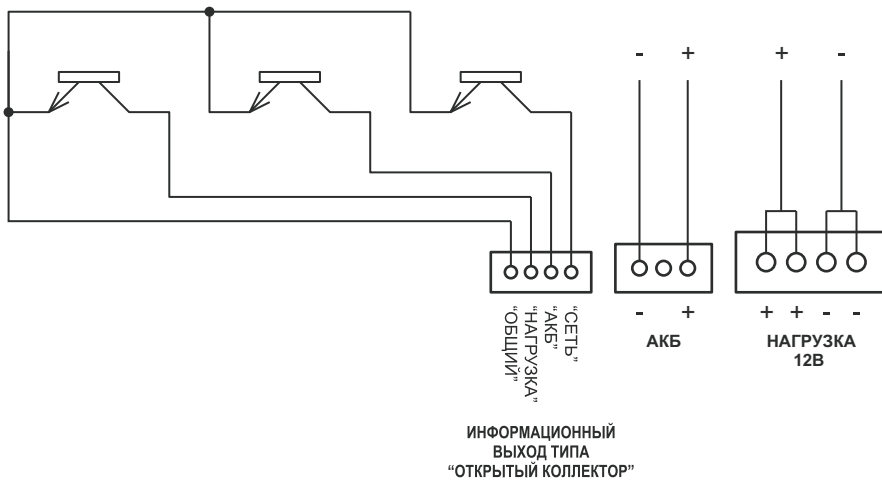 - + + -
"ОБЩИЙ"
"НАГРУЗКА"
"АКБ"
"СЕТЬ"
- +
АКБ
+ + - -
НАГРУЗКА
12В
ИНФОРМАЦИОННЫЙ
ВЫХОД ТИПА
“ОТКРЫТЫЙ КОЛЛЕКТОР”